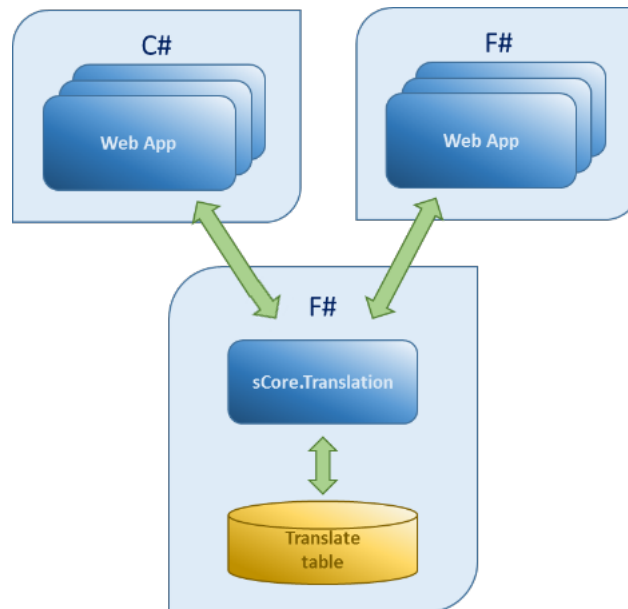 C#
F#
Web App
Web App
F#
sCore.Translation
Translate
table